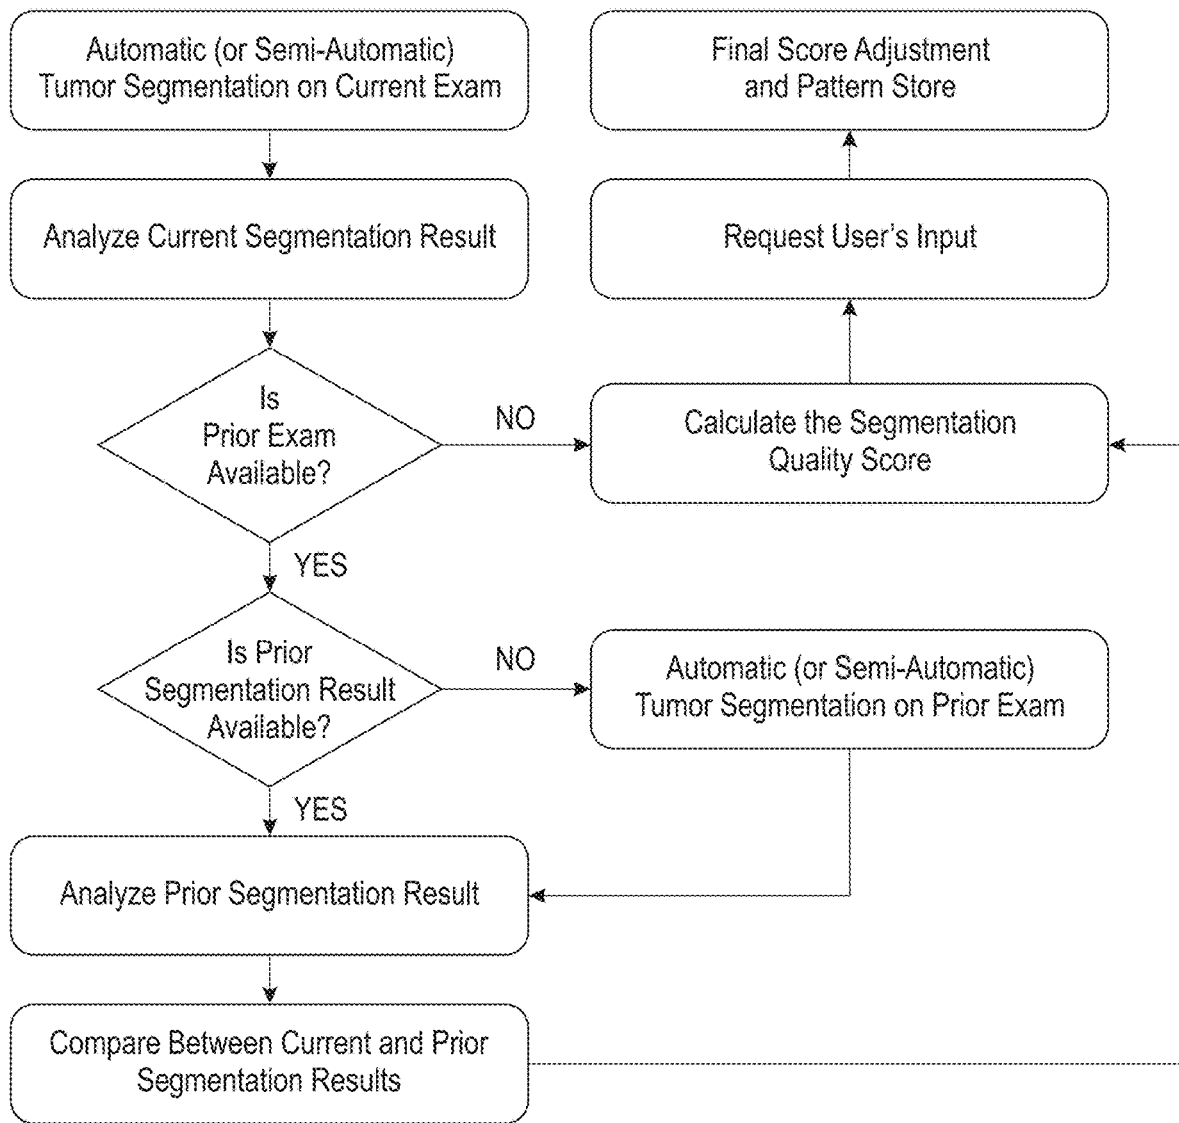 Automatic (or Semi-Automatic)
Tumor Segmentation on Current Exam
Final Score Adjustment
and Pattern Store
Analyze Current Segmentation Result
Request User's Input
Is
Prior Exam
Available?
NO
Calculate the Segmentation
Quality Score
YES
Is Prior
Segmentation Result
Available?
NO
Automatic (or Semi-Automatic)
Tumor Segmentation on Prior Exam
YES
Analyze Prior Segmentation Result
Compare Between Current and Prior
Segmentation Results